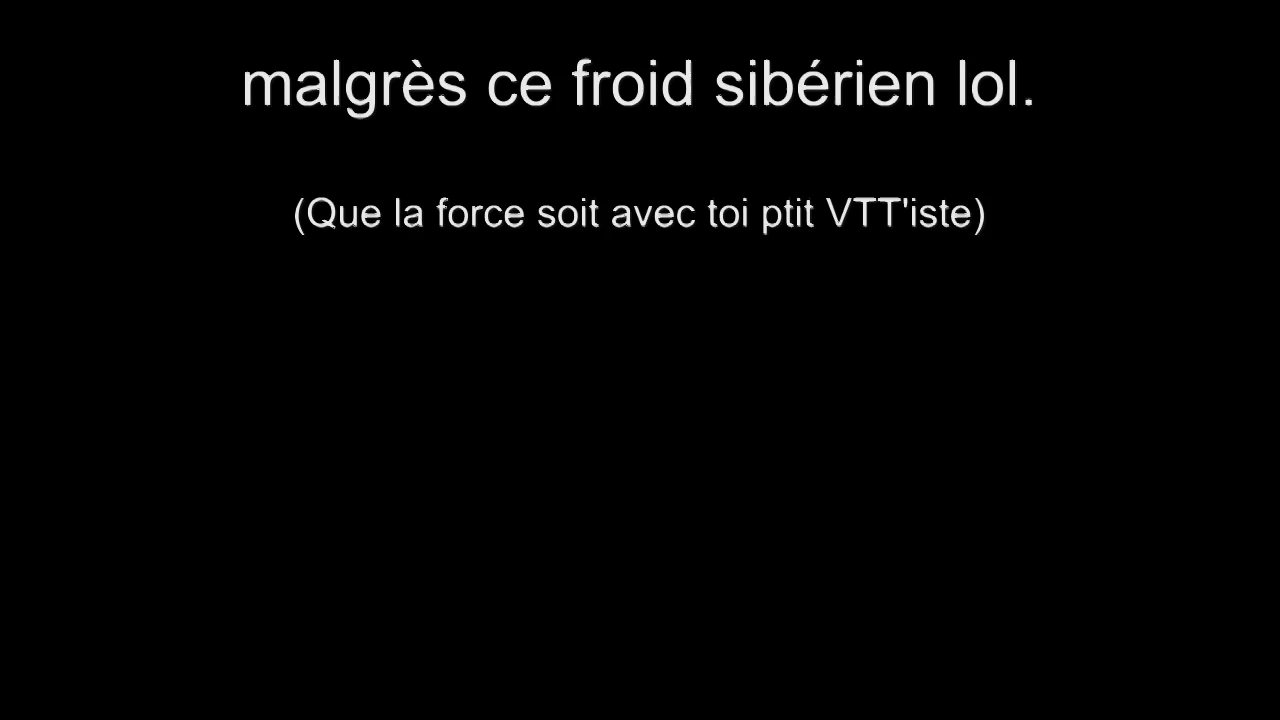 malgrès ce froid sibérien lol.
(Que la force soit avec toi ptit VTT'iste)